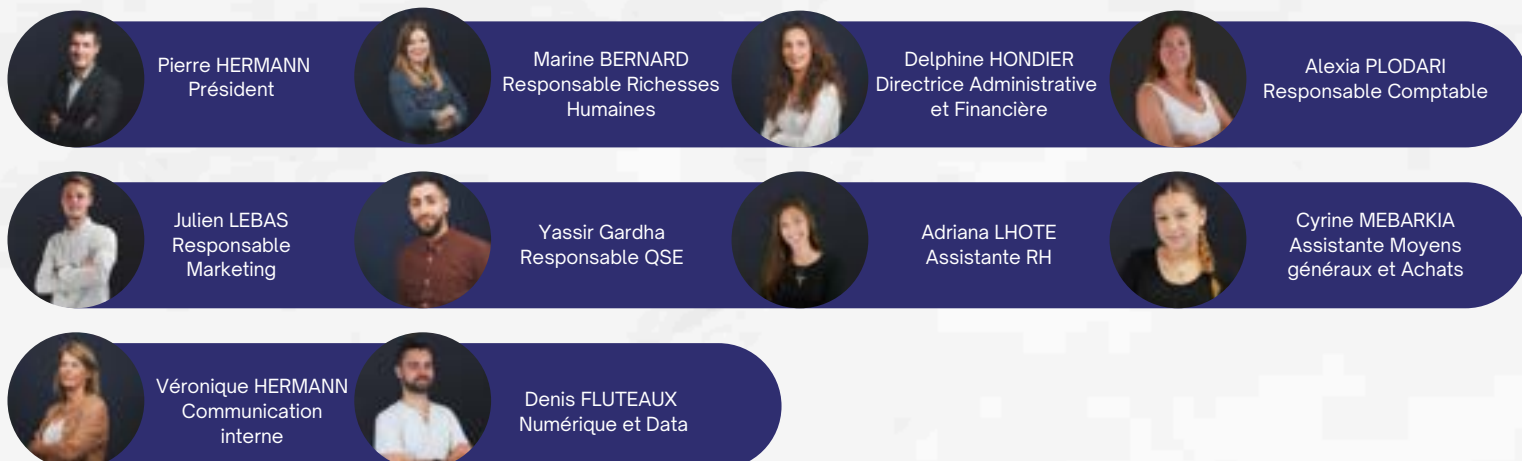 Pierre HERMANN
Président
Marine BERNARD
Responsable Richesses
Humaines
Delphine HONDIER
Directrice Administrative
et Financière
Alexia PLODARI
Responsable Comptable
Julien LEBAS
Responsable
Marketing
Yassir Gardha
Responsable QSE
Adriana LHOTE
Assistante RH
Cyrine MEBARKIA
Assistante Moyens
généraux et Achats
Véronique HERMANN
Communication
interne
Denis FLUTEAUX
Numérique et Data